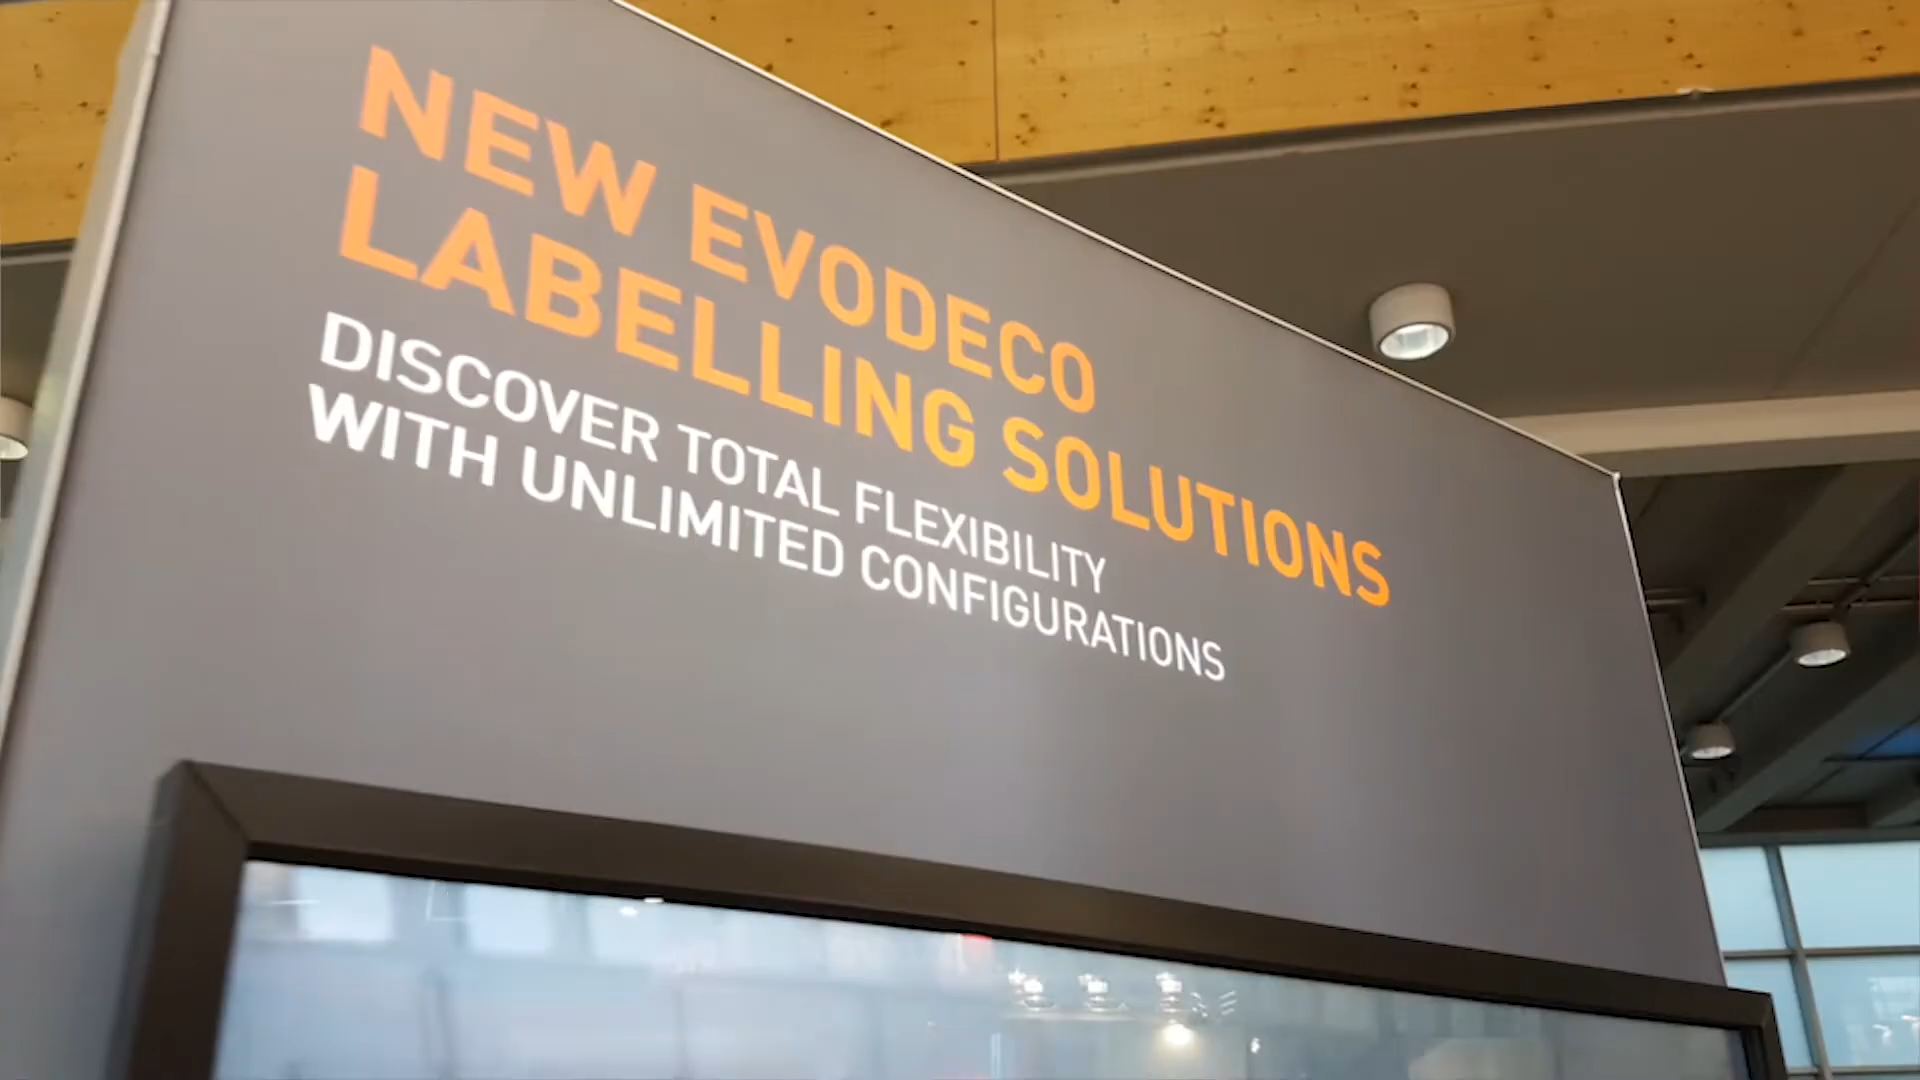 NEW EVODECO
LABELLING SOLUTIONS
DISCOVER TOTAL FLEXIBILITY
WITH UNLIMITED CONFIGURATIONS